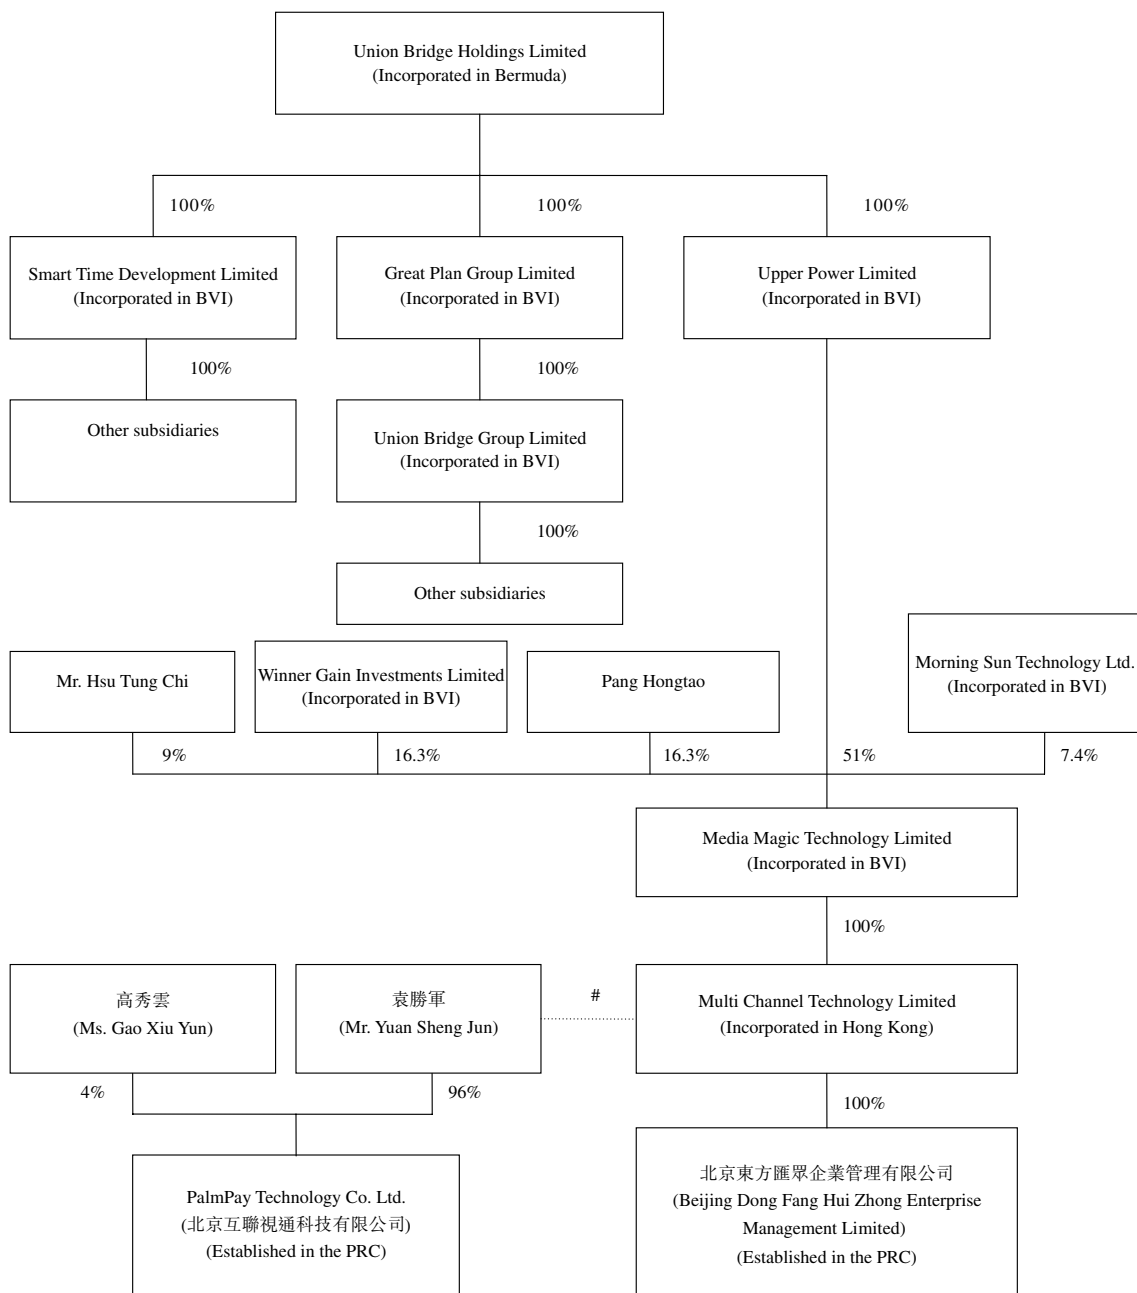 Union Bridge Holdings Limited
(Incorporated in Bermuda)
100%
100%
100%
Smart Time Development Limited
(Incorporated in BVI)
Great Plan Group Limited
(Incorporated in BVI)
Upper Power Limited
(Incorporated in BVI)
100%
100%
Other subsidiaries
Union Bridge Group Limited
(Incorporated in BVI)
100%
Other subsidiaries
Mr. Hsu Tung Chi
Winner Gain Investments Limited
(Incorporated in BVI)
Pang Hongtao
Morning Sun Technology Ltd.
(Incorporated in BVI)
9%
16.3%
16.3%
51%
7.4%
Media Magic Technology Limited
(Incorporated in BVI)
100%
高秀雲
(Ms. Gao Xiu Yun)
袁勝軍
(Mr. Yuan Sheng Jun)
#
Multi Channel Technology Limited
(Incorporated in Hong Kong)
4%
96%
100%
PalmPay Technology Co. Ltd.
(北京互聯視通科技有限公司)
(Established in the PRC)
北京東方匯眾企業管理有限公司
(Beijing Dong Fang Hui Zhong Enterprise
Management Limited)
(Established in the PRC)